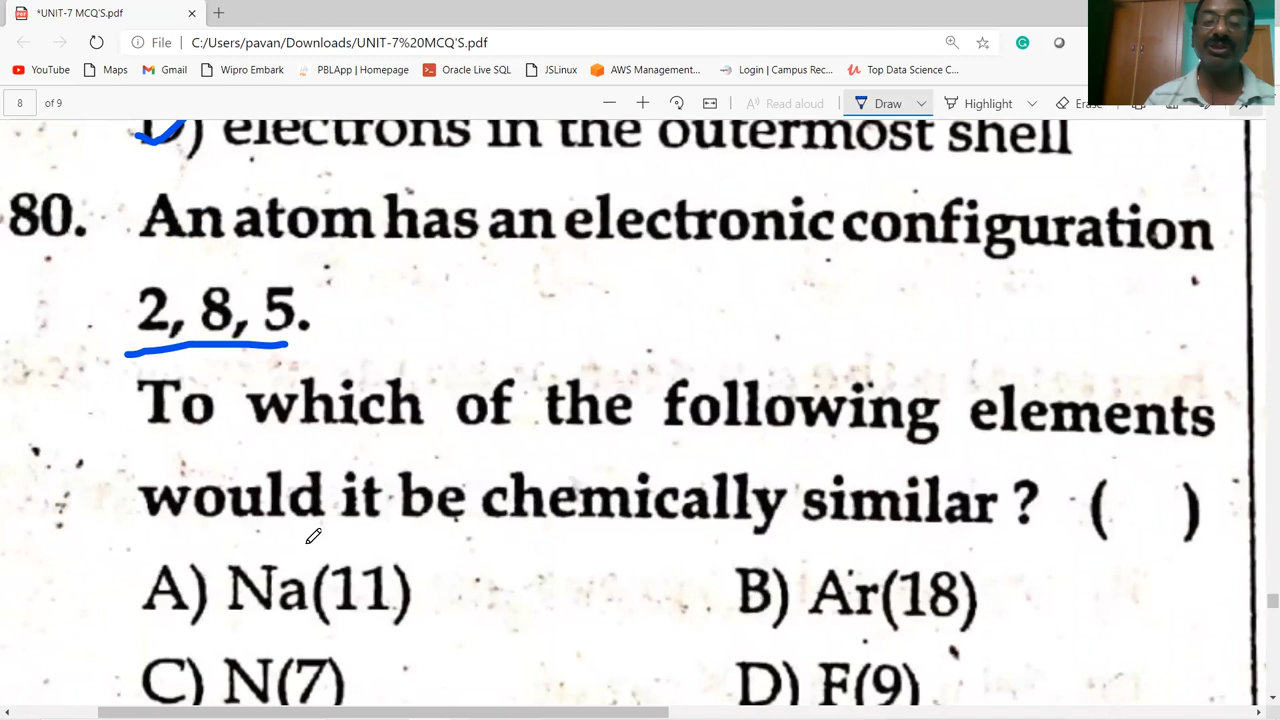 *UNIT-7 MCQ'S.pdf
File | C:/Users/pavan/Downloads/UNIT-7%20MCQ'S.pdf
YouTube Maps Gmail Wipro Embark PBLApp | Homepage Oracle Live SQL JSLinux AWS Management... Login | Campus Rec... Top Data Science C...
8 of 9 Read aloud Draw Highlight
D) electrons in the outermost shell
80. An atom has an electronic configuration
2, 8, 5.
To which of the following elements
would it be chemically similar ? ( )
A) Na(11) B) Ar(18)
C) N(7) D) F(9)